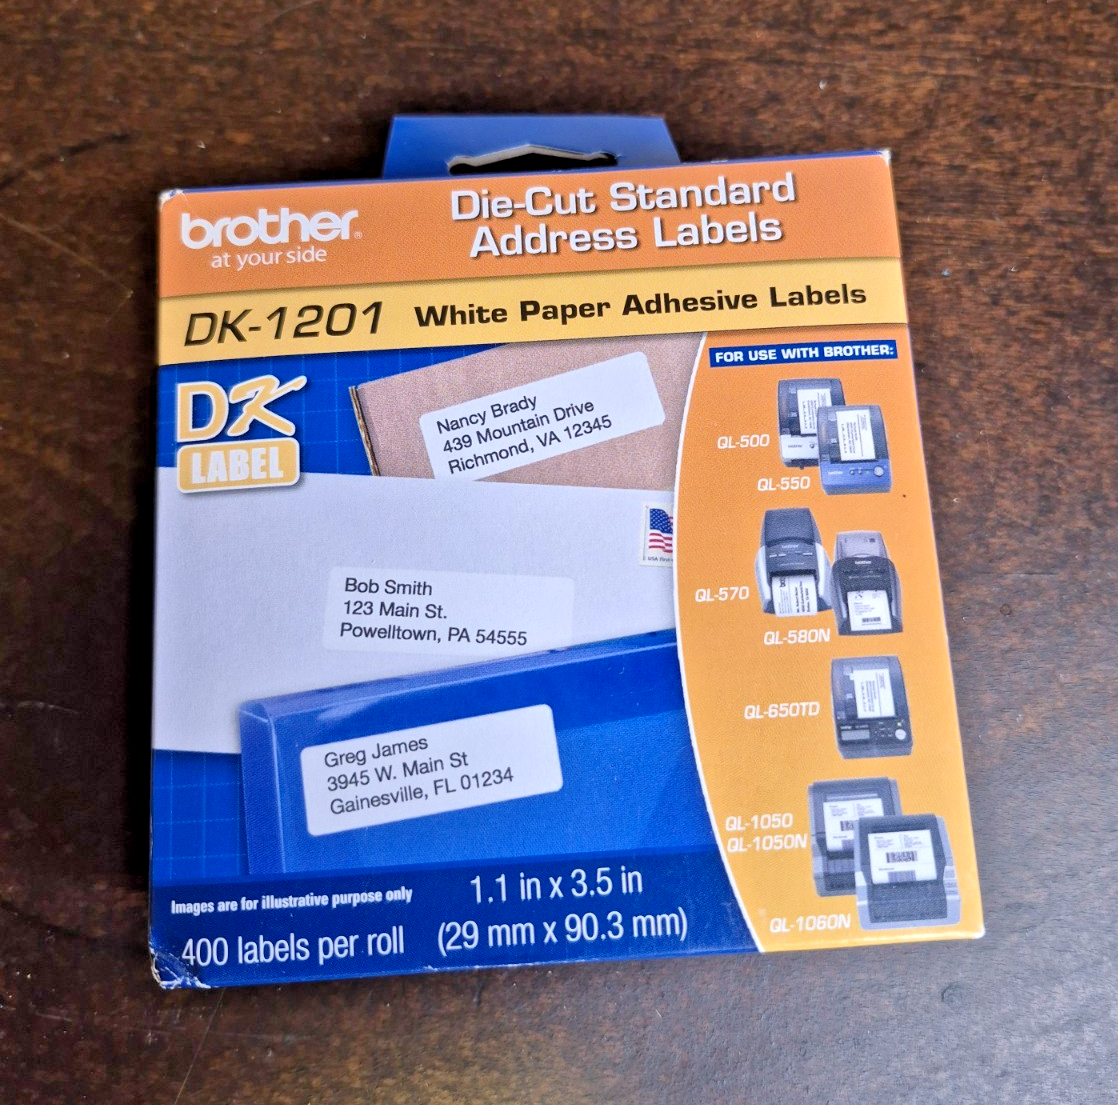 brother®
at your side
Die-Cut Standard
Address Labels
DK-1201
White Paper Adhesive Labels
DK
LABEL
Nancy Brady
439 Mountain Drive
Richmond, VA 12345
Bob Smith
123 Main St.
Powelltown, PA 54555
Greg James
3945 W. Main St
Gainesville, FL 01234
FOR USE WITH BROTHER:
QL-500
QL-550
QL-570
QL-580N
QL-650TD
QL-1050
QL-1050N
QL-1060N
Images are for illustrative purpose only
400 labels per roll
1.1 in x 3.5 in
(29 mm x 90.3 mm)